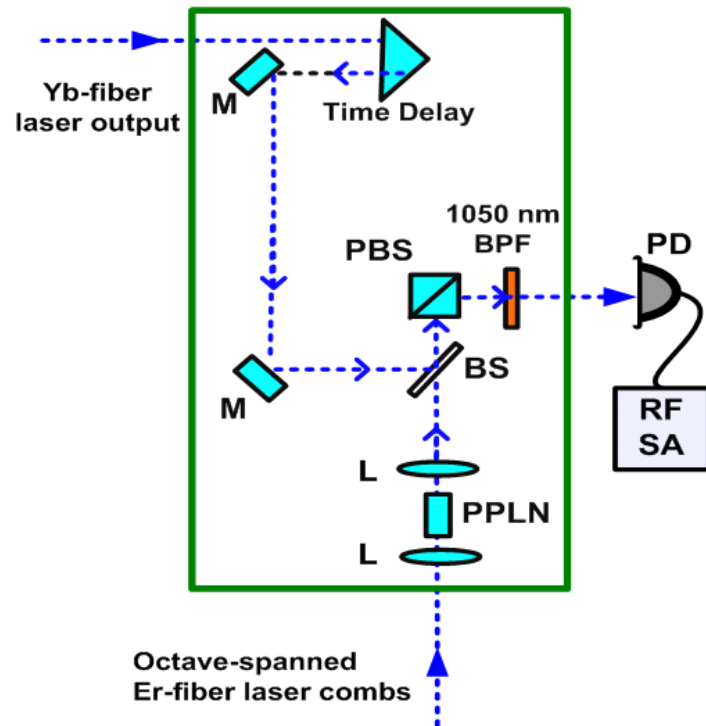 Yb-fiber
laser output
M
Time Delay
1050 nm
BPF
PBS
PD
BS
M
RF
SA
L
PPLN
L
Octave-spanned
Er-fiber laser combs